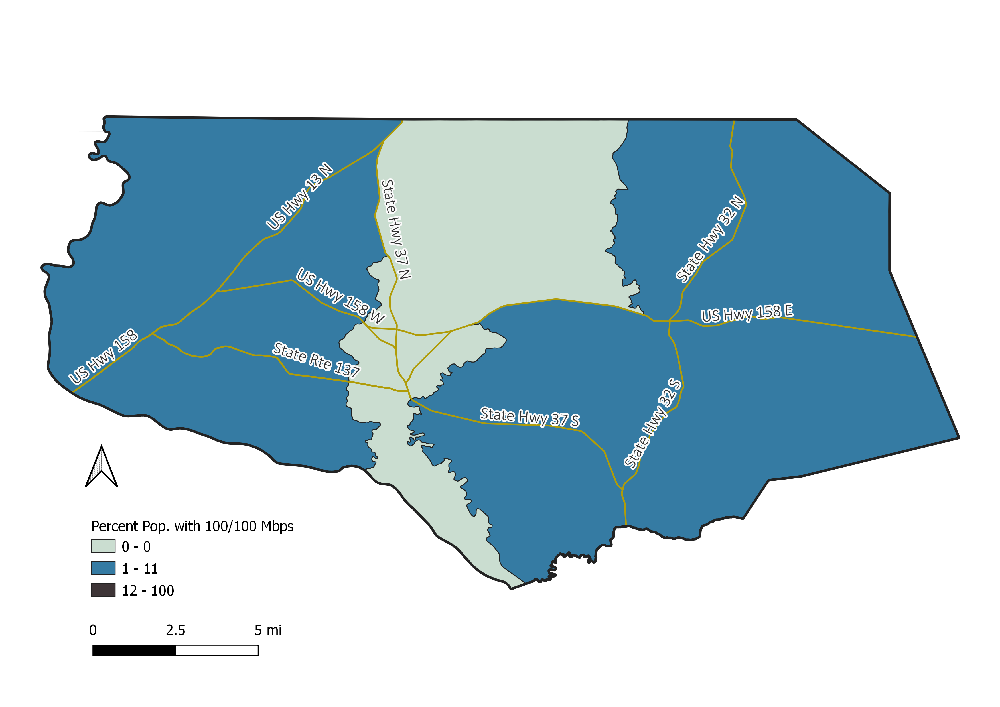 US Hwy 13 N
State Hwy 37 N
State Hwy 32 N
US Hwy 158 W
US Hwy 158 E
US Hwy 158
State Rte 137
State Hwy 37 S
State Hwy 32 S
Percent Pop. with 100/100 Mbps
0 - 0
1 - 11
12 - 100
0 2.5 5 mi